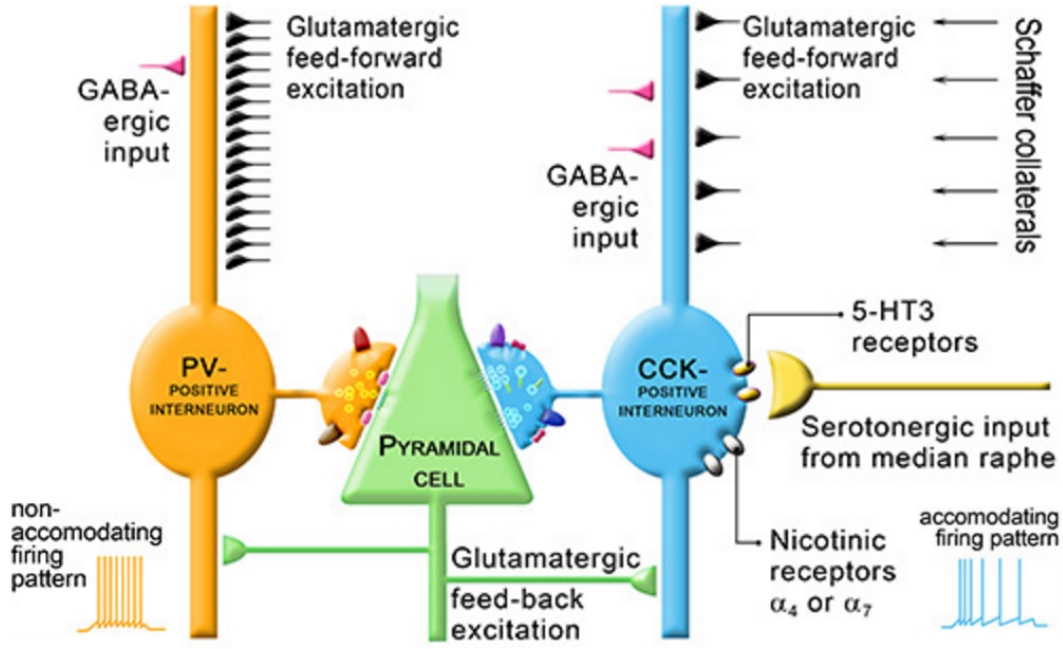 Glutamatergic
feed-forward
excitation
GABA-
ergic
input
Glutamatergic
feed-forward
excitation
GABA-
ergic
input
Schaffer collaterals
5-HT3
receptors
PV-
POSITIVE
INTERNEURON
PYRAMIDAL
CELL
CCK-
POSITIVE
INTERNEURON
Serotonergic input
from median raphe
non-
accomodating
firing
pattern
Glutamatergic
feed-back
excitation
Nicotinic
receptors
α4 or α7
accomodating
firing pattern